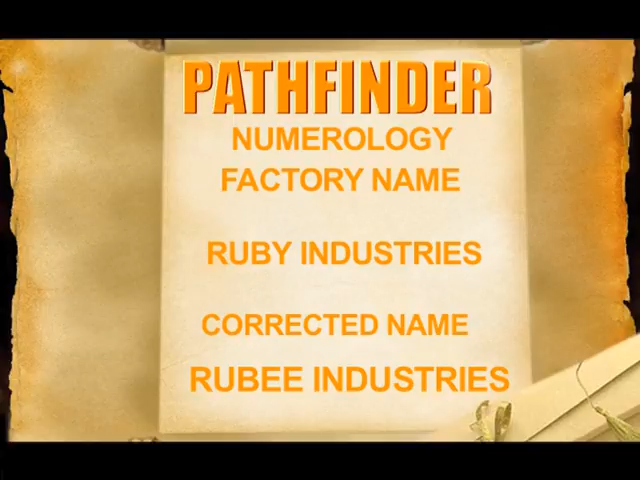 PATHFINDER
NUMEROLOGY
FACTORY NAME
RUBY INDUSTRIES
CORRECTED NAME
RUBEE INDUSTRIES